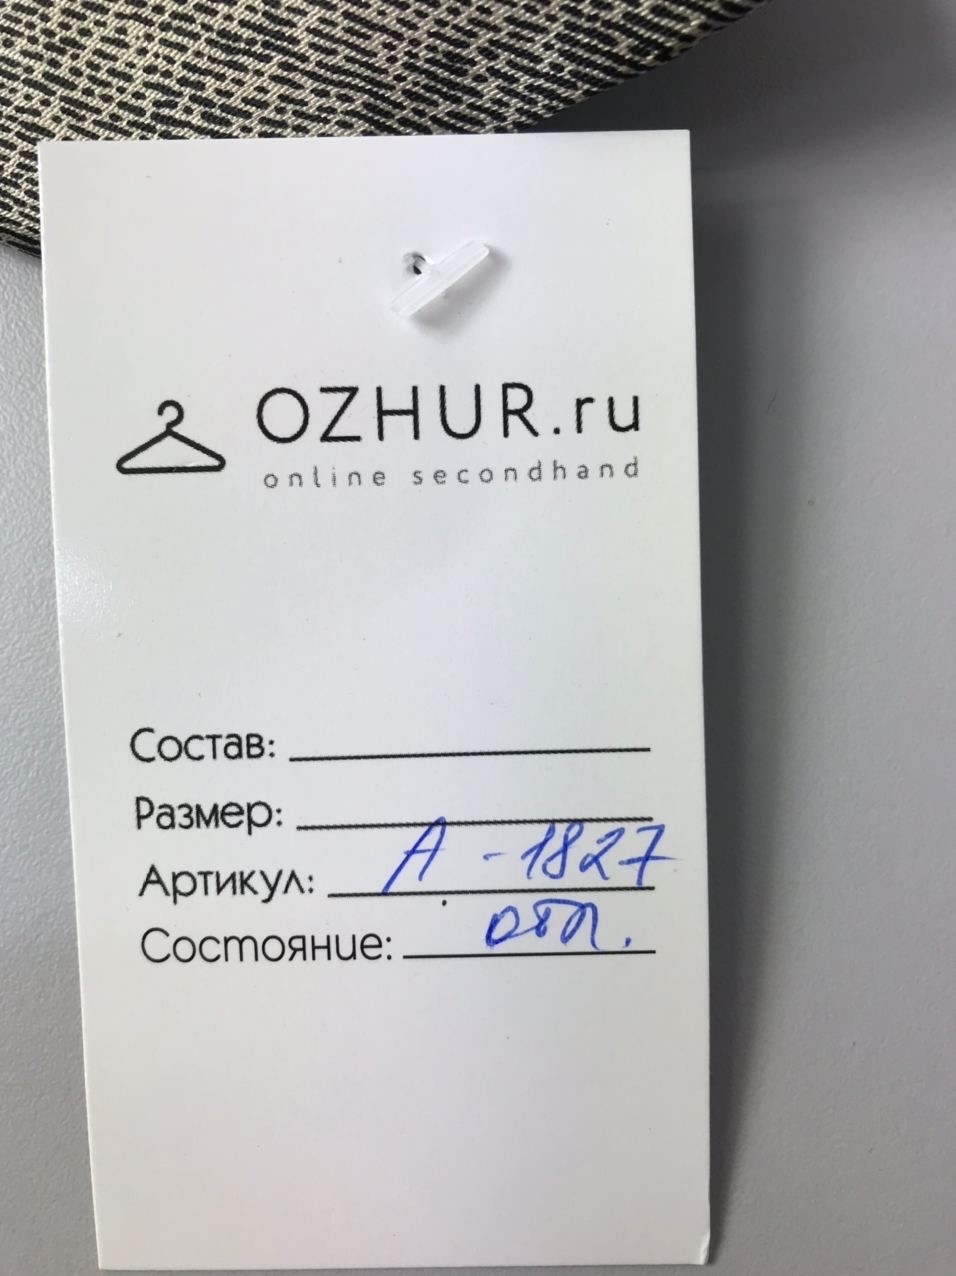 OZHUR.ru
online secondhand
Состав:
Размер:
Артикул: А - 1827
Состояние: отл.